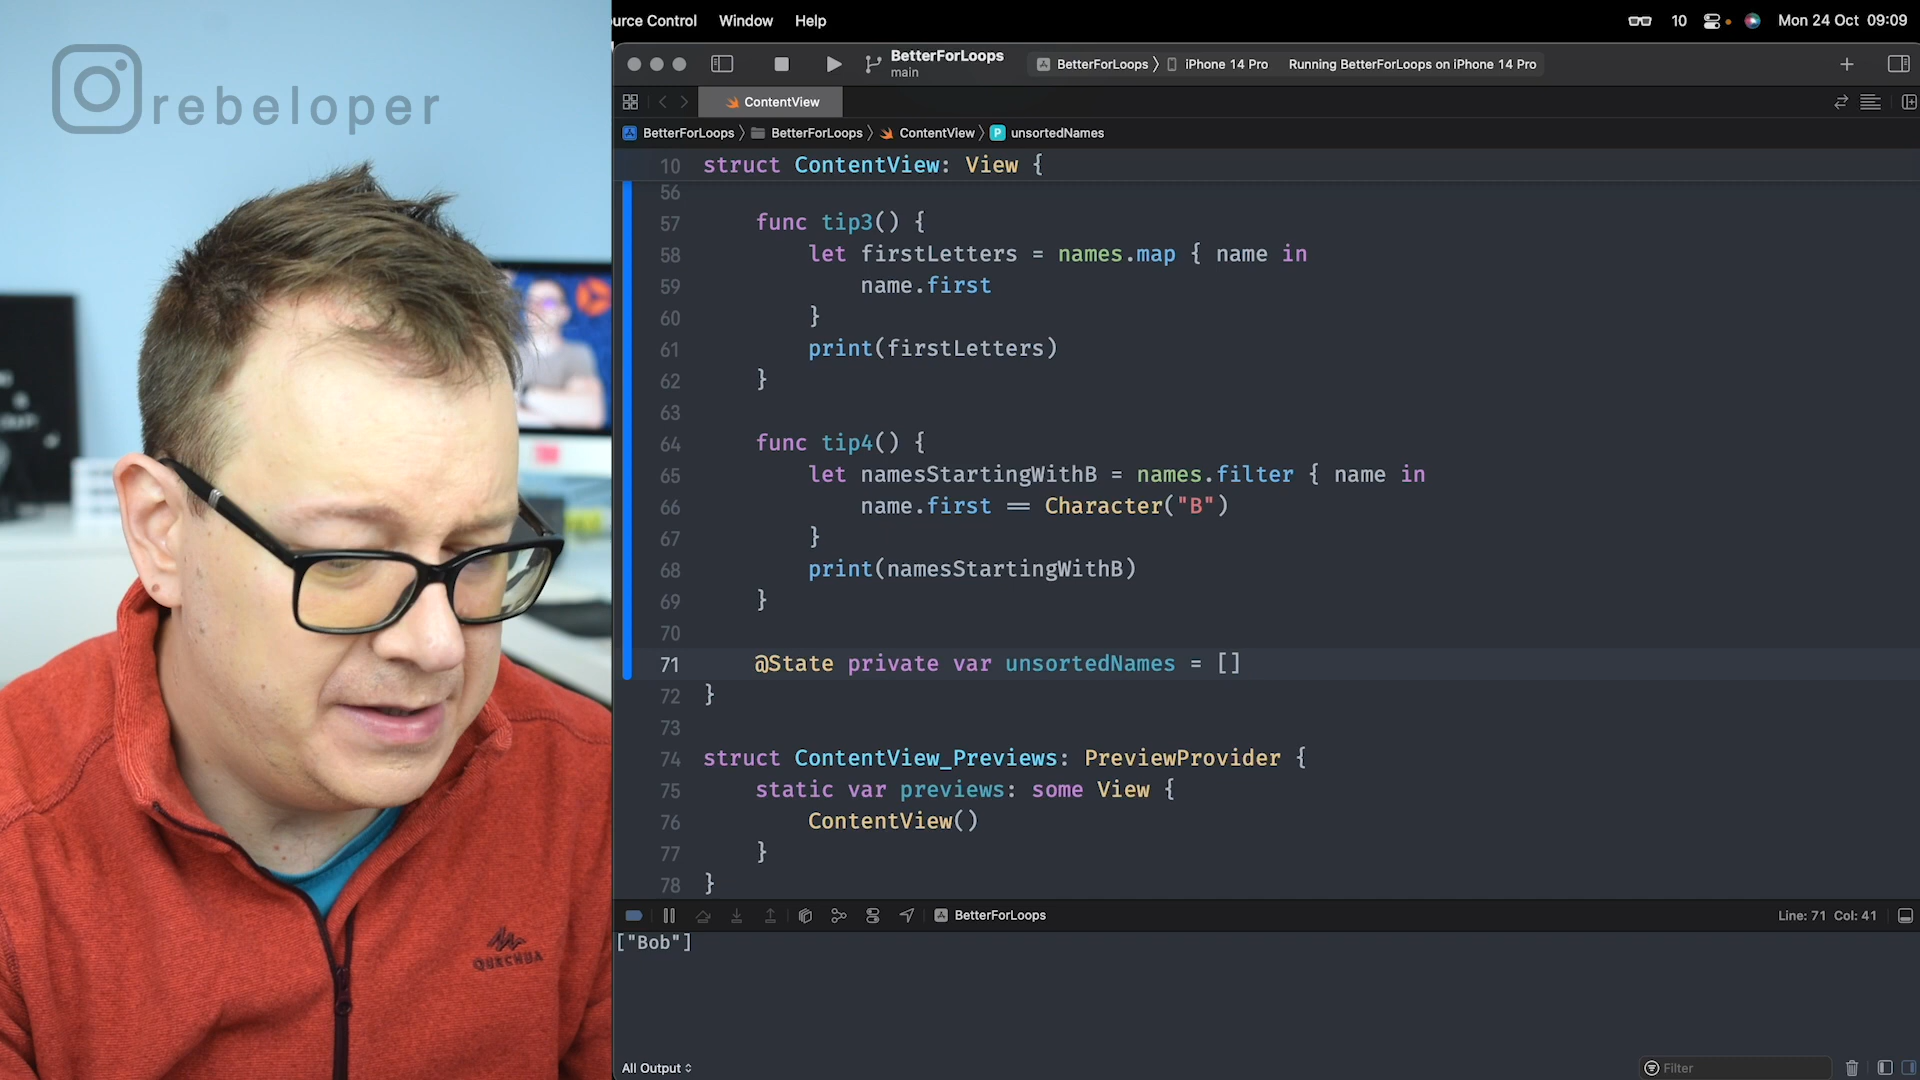 rebeloper
urce Control Window Help
10 Mon 24 Oct 09:09
BetterForLoops
main
BetterForLoops 〉 iPhone 14 Pro Running BetterForLoops on iPhone 14 Pro
ContentView
BetterForLoops 〉 BetterForLoops 〉 ContentView 〉 P unsortedNames
10 struct ContentView: View {
56
57 func tip3() {
58 let firstLetters = names.map { name in
59 name.first
60 }
61 print(firstLetters)
62 }
63
64 func tip4() {
65 let namesStartingWithB = names.filter { name in
66 name.first == Character("B")
67 }
68 print(namesStartingWithB)
69 }
70
71 @State private var unsortedNames = []
72 }
73
74 struct ContentView_Previews: PreviewProvider {
75 static var previews: some View {
76 ContentView()
77 }
78 }
BetterForLoops Line: 71 Col: 41
["Bob"]
All Output Filter
QUECHUA